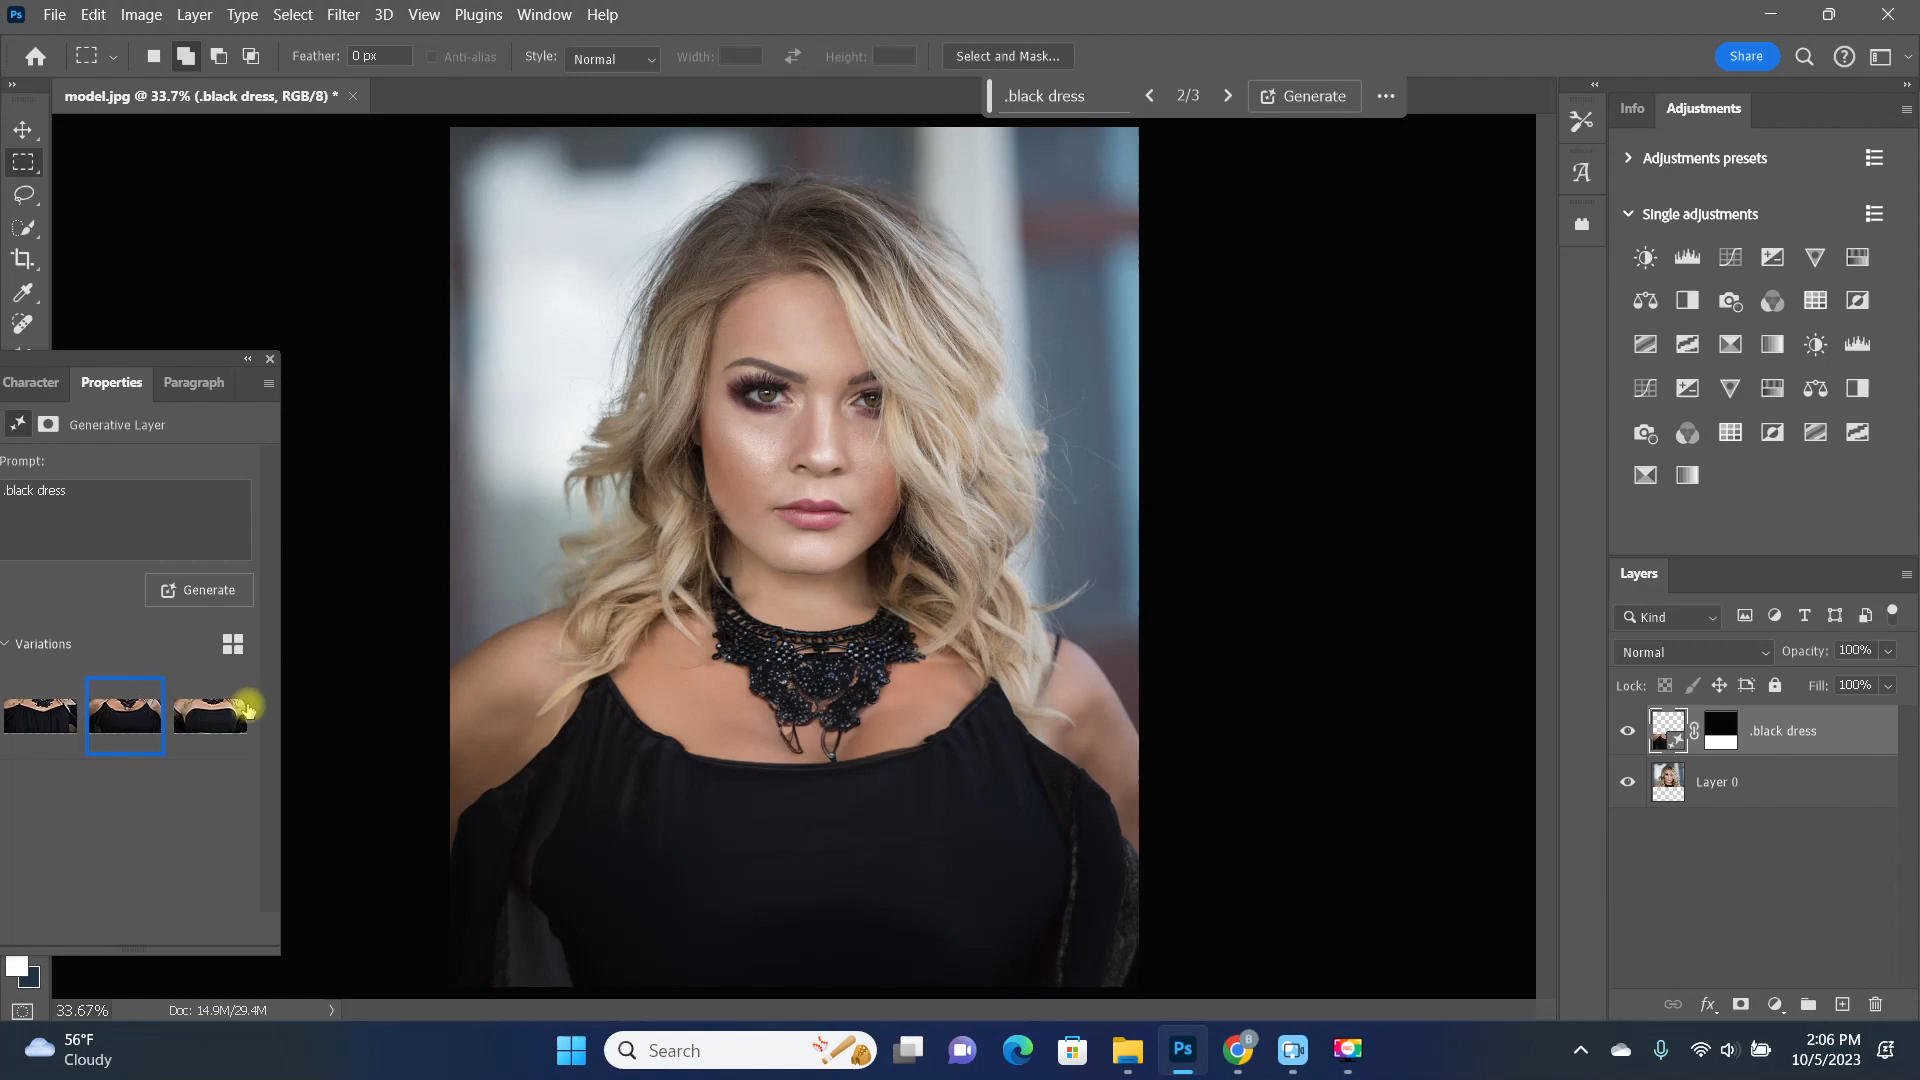 Ps File Edit Image Layer Type Select Filter 3D View Plugins Window Help
Feather: 0 px Anti-alias Style: Normal Width: Height: Select and Mask... Share
model.jpg @ 33.7% (.black dress, RGB/8) *
.black dress 2/3 Generate
Info Adjustments
Adjustments presets
Single adjustments
Character Properties Paragraph
Generative Layer
Prompt:
.black dress
Generate
Variations
Layers
Kind
Normal Opacity: 100%
Lock: Fill: 100%
.black dress
Layer 0
33.67% Doc: 14.9M/29.4M
56°F
Cloudy
Search
Ps
B
2:06 PM
10/5/2023